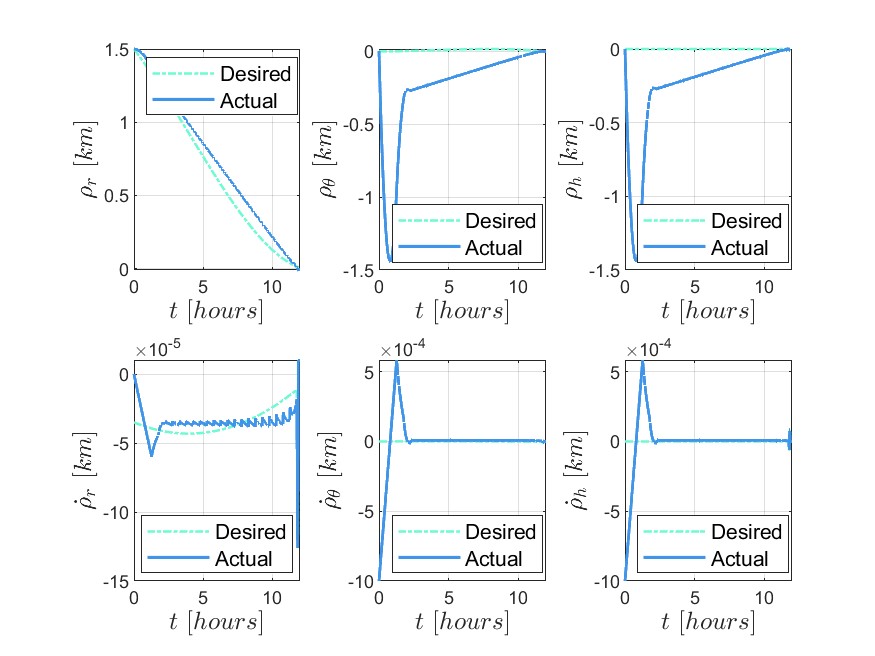 1.5
1
0.5
0
0
5
10
ρ_r [km]
t [hours]
Desired
Actual
0
-0.5
-1
-1.5
0
5
10
ρ_θ [km]
t [hours]
Desired
Actual
0
-0.5
-1
-1.5
0
5
10
ρ_h [km]
t [hours]
Desired
Actual
×10^-5
0
-5
-10
-15
0
5
10
ρ̇_r [km]
t [hours]
Desired
Actual
×10^-4
5
0
-5
-10
0
5
10
ρ̇_θ [km]
t [hours]
Desired
Actual
×10^-4
5
0
-5
-10
0
5
10
ρ̇_h [km]
t [hours]
Desired
Actual